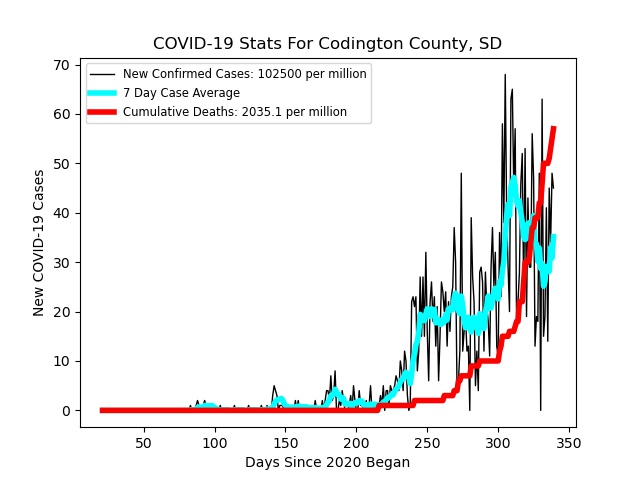 COVID-19 Stats For Codington County, SD
New Confirmed Cases: 102500 per million
7 Day Case Average
Cumulative Deaths: 2035.1 per million
New COVID-19 Cases
70
60
50
40
30
20
10
0
50
100
150
200
250
300
350
Days Since 2020 Began